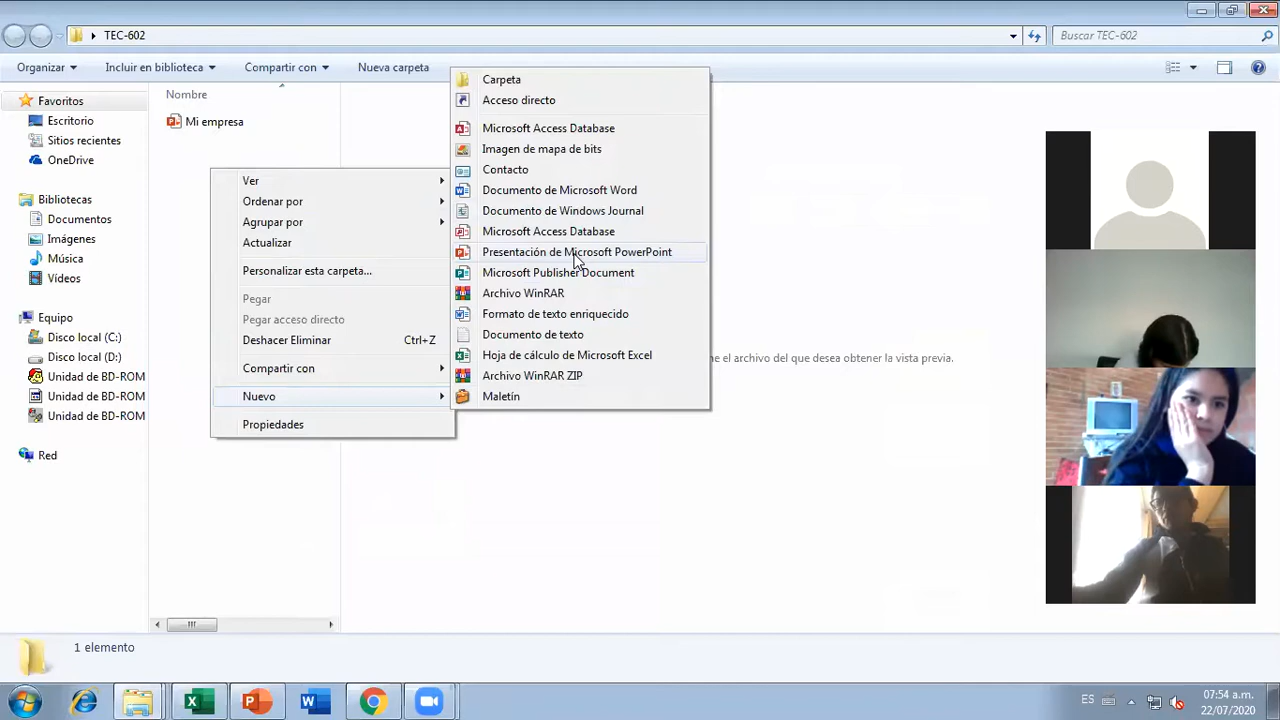 TEC-602
Buscar TEC-602
Organizar
Incluir en biblioteca
Compartir con
Nueva carpeta
Favoritos
Escritorio
Sitios recientes
OneDrive
Bibliotecas
Documentos
Imágenes
Música
Vídeos
Equipo
Disco local (C:)
Disco local (D:)
Unidad de BD-ROM
Unidad de BD-ROM
Unidad de BD-ROM
Red
Nombre
Mi empresa
Ver
Ordenar por
Agrupar por
Actualizar
Personalizar esta carpeta...
Pegar
Pegar acceso directo
Deshacer Eliminar Ctrl+Z
Compartir con
Nuevo
Propiedades
Carpeta
Acceso directo
Microsoft Access Database
Imagen de mapa de bits
Contacto
Documento de Microsoft Word
Documento de Windows Journal
Microsoft Access Database
Presentación de Microsoft PowerPoint
Microsoft Publisher Document
Archivo WinRAR
Formato de texto enriquecido
Documento de texto
Hoja de cálculo de Microsoft Excel
Archivo WinRAR ZIP
Maletín
el archivo del que desea obtener la vista previa.
1 elemento
ES
07:54 a.m.
22/07/2020